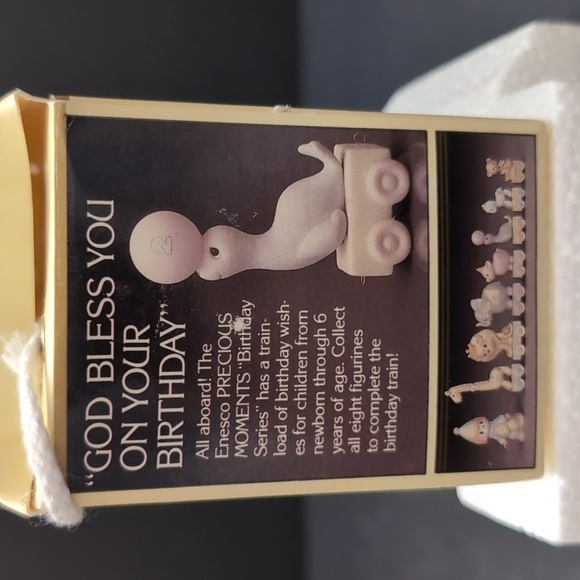 "GOD BLESS YOU
ON YOUR
BIRTHDAY"
All aboard! The
Enesco PRECIOUS
MOMENTS "Birthday
Series" has a train-
load of birthday wish-
es for children from
newborn through 6
years of age. Collect
all eight figurines
to complete the
birthday train!
2